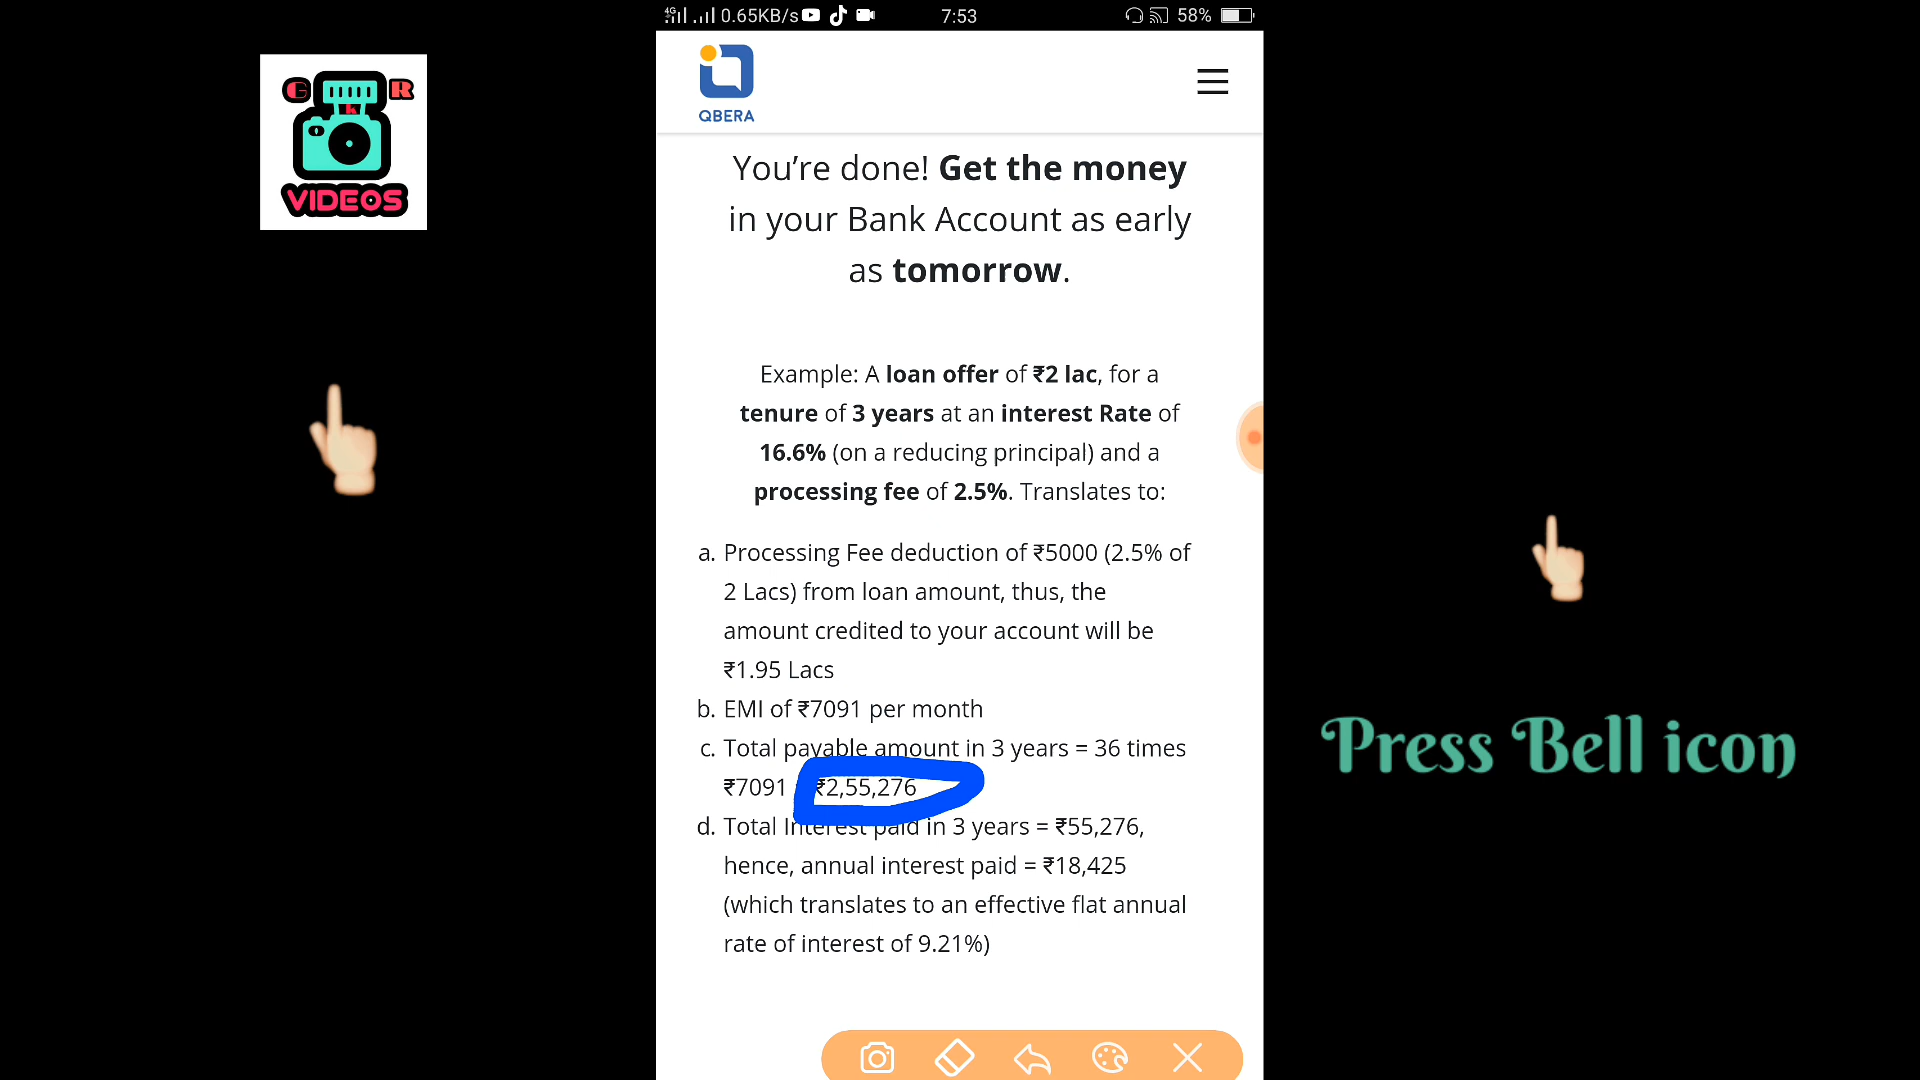 0.65KB/s
7:53
58%
G R
VIDEOS
QBERA
You're done! Get the money
in your Bank Account as early
as tomorrow.
Example: A loan offer of ₹2 lac, for a
tenure of 3 years at an interest Rate of
16.6% (on a reducing principal) and a
processing fee of 2.5%. Translates to:
a. Processing Fee deduction of ₹5000 (2.5% of
2 Lacs) from loan amount, thus, the
amount credited to your account will be
₹1.95 Lacs
b. EMI of ₹7091 per month
c. Total payable amount in 3 years = 36 times
₹7091 ₹2,55,276
d. Total Interest paid in 3 years = ₹55,276,
hence, annual interest paid = ₹18,425
(which translates to an effective flat annual
rate of interest of 9.21%)
Press Bell icon